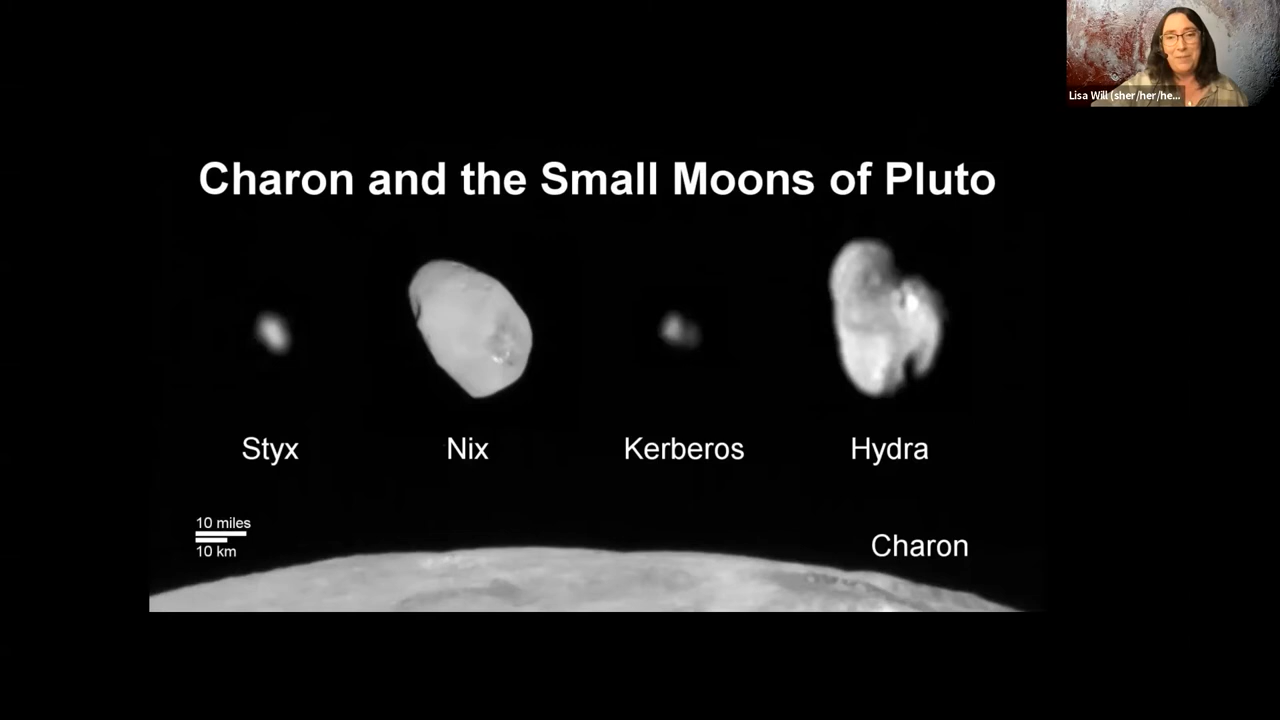 Lisa Will (sher/her/he...
Charon and the Small Moons of Pluto
Styx
Nix
Kerberos
Hydra
10 miles
10 km
Charon